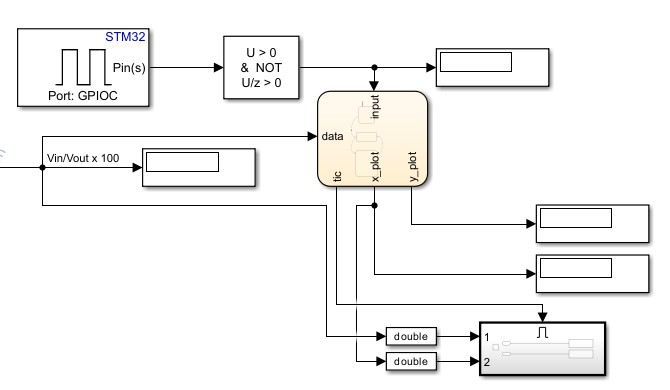 STM32
Pin(s)
Port: GPIOC
U > 0
& NOT
U/z > 0
input
data
Vin/Vout x 100
tic
x_plot
y_plot
double
1
double
2